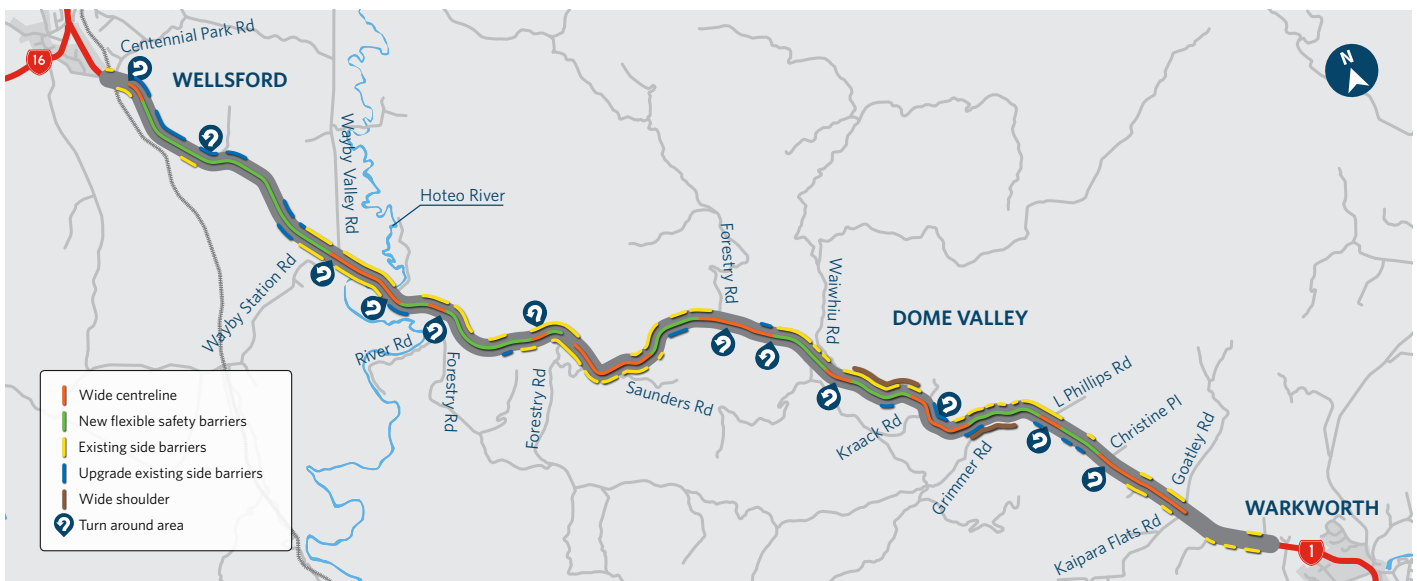 Centennial Park Rd
16
WELLSFORD
N
Wayby Valley Rd
Hoteo River
Wayby Station Rd
River Rd
Forestry Rd
Forestry Rd
Saunders Rd
Forestry Rd
Waiwhiu Rd
DOME VALLEY
Kraack Rd
Grimmer Rd
L Phillips Rd
Christine Pl
Goatley Rd
Kaipara Flats Rd
WARKWORTH
1
Wide centreline
New flexible safety barriers
Existing side barriers
Upgrade existing side barriers
Wide shoulder
Turn around area